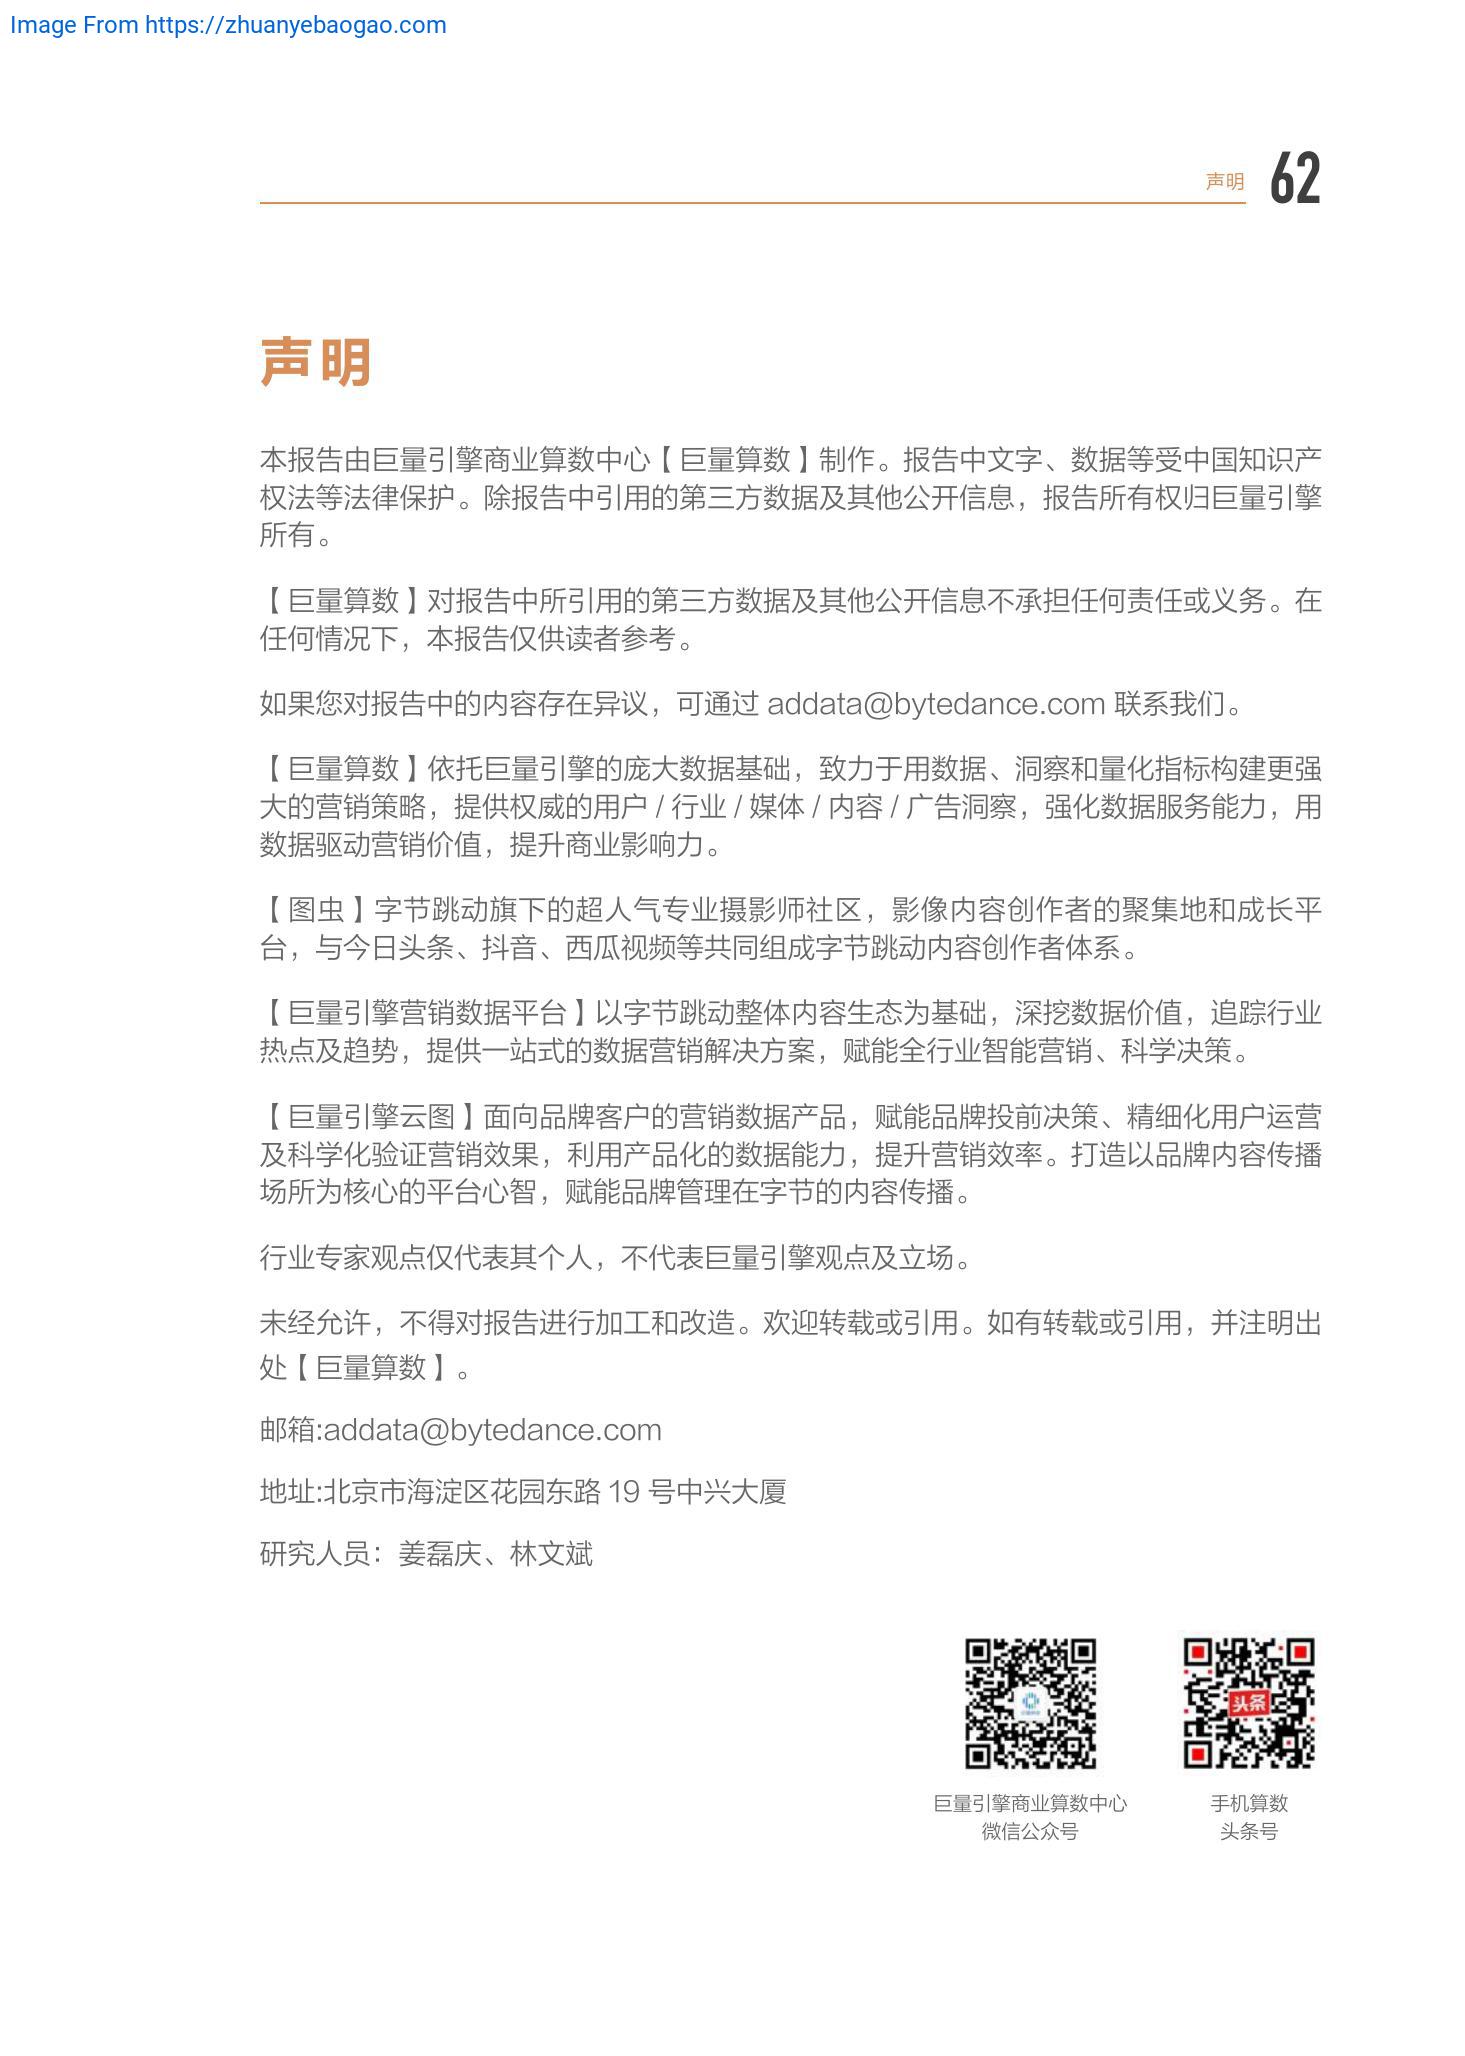 Image From https://zhuanyebaogao.com
声明 62
声明
本报告由巨量引擎商业算数中心【巨量算数】制作。报告中文字、数据等受中国知识产
权法等法律保护。除报告中引用的第三方数据及其他公开信息，报告所有权归巨量引擎
所有。
【巨量算数】对报告中所引用的第三方数据及其他公开信息不承担任何责任或义务。在
任何情况下，本报告仅供读者参考。
如果您对报告中的内容存在异议，可通过 addata@bytedance.com 联系我们。
【巨量算数】依托巨量引擎的庞大数据基础，致力于用数据、洞察和量化指标构建更强
大的营销策略，提供权威的用户 / 行业 / 媒体 / 内容 / 广告洞察，强化数据服务能力，用
数据驱动营销价值，提升商业影响力。
【图虫】字节跳动旗下的超人气专业摄影师社区，影像内容创作者的聚集地和成长平
台，与今日头条、抖音、西瓜视频等共同组成字节跳动内容创作者体系。
【巨量引擎营销数据平台】以字节跳动整体内容生态为基础，深挖数据价值，追踪行业
热点及趋势，提供一站式的数据营销解决方案，赋能全行业智能营销、科学决策。
【巨量引擎云图】面向品牌客户的营销数据产品，赋能品牌投前决策、精细化用户运营
及科学化验证营销效果，利用产品化的数据能力，提升营销效率。打造以品牌内容传播
场所为核心的平台心智，赋能品牌管理在字节的内容传播。
行业专家观点仅代表其个人，不代表巨量引擎观点及立场。
未经允许，不得对报告进行加工和改造。欢迎转载或引用。如有转载或引用，并注明出
处【巨量算数】。
邮箱:addata@bytedance.com
地址:北京市海淀区花园东路 19 号中兴大厦
研究人员：姜磊庆、林文斌
头条
巨量引擎商业算数中心
微信公众号
手机算数
头条号